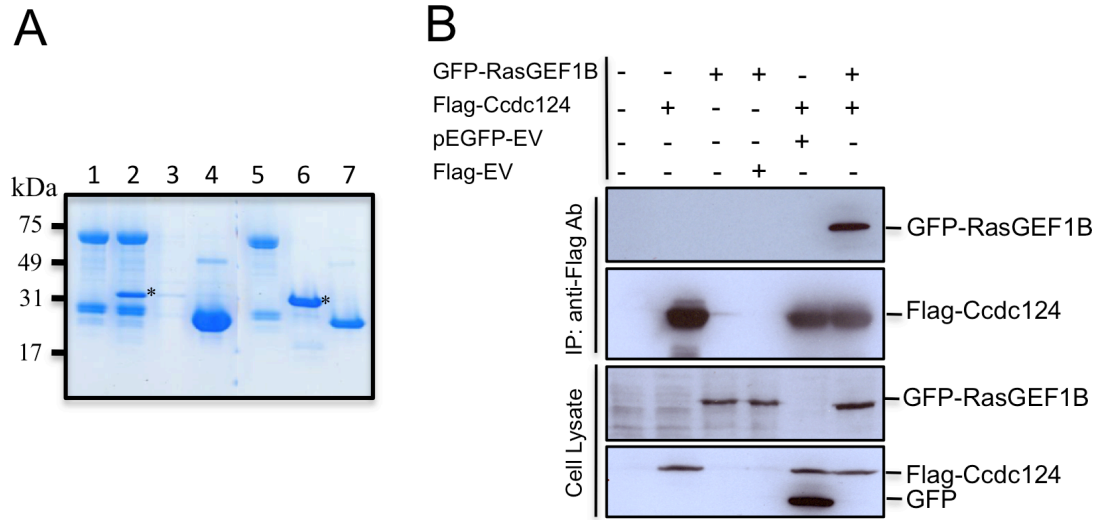 A
1 2 3 4 5 6 7
kDa
75
49
31
17
*
*
B
GFP-RasGEF1B - - + + - +
Flag-Ccdc124 - + - - + +
pEGFP-EV - - - - + -
Flag-EV - - - + - -
IP: anti-Flag Ab
GFP-RasGEF1B
Flag-Ccdc124
Cell Lysate
GFP-RasGEF1B
Flag-Ccdc124
GFP